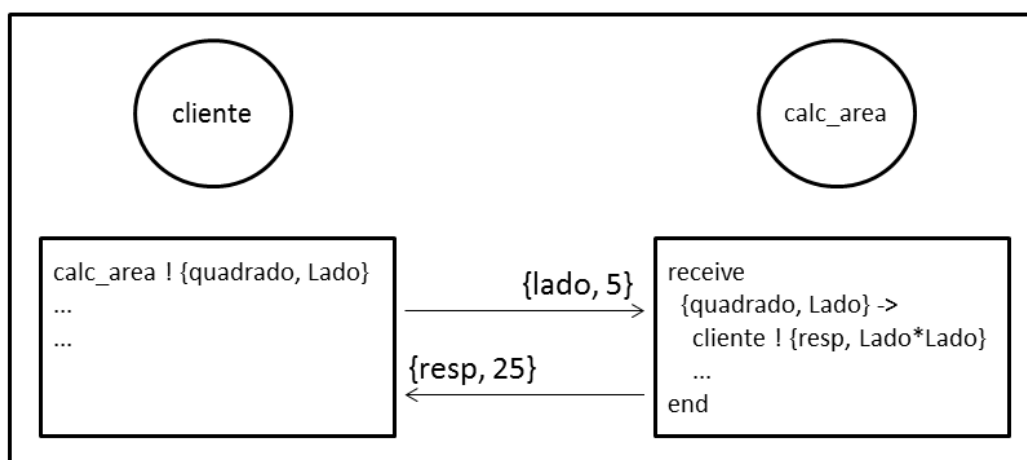 cliente
calc_area
calc_area ! {quadrado, Lado}
...
...
{lado, 5}
{resp, 25}
receive
{quadrado, Lado} ->
cliente ! {resp, Lado*Lado}
...
end